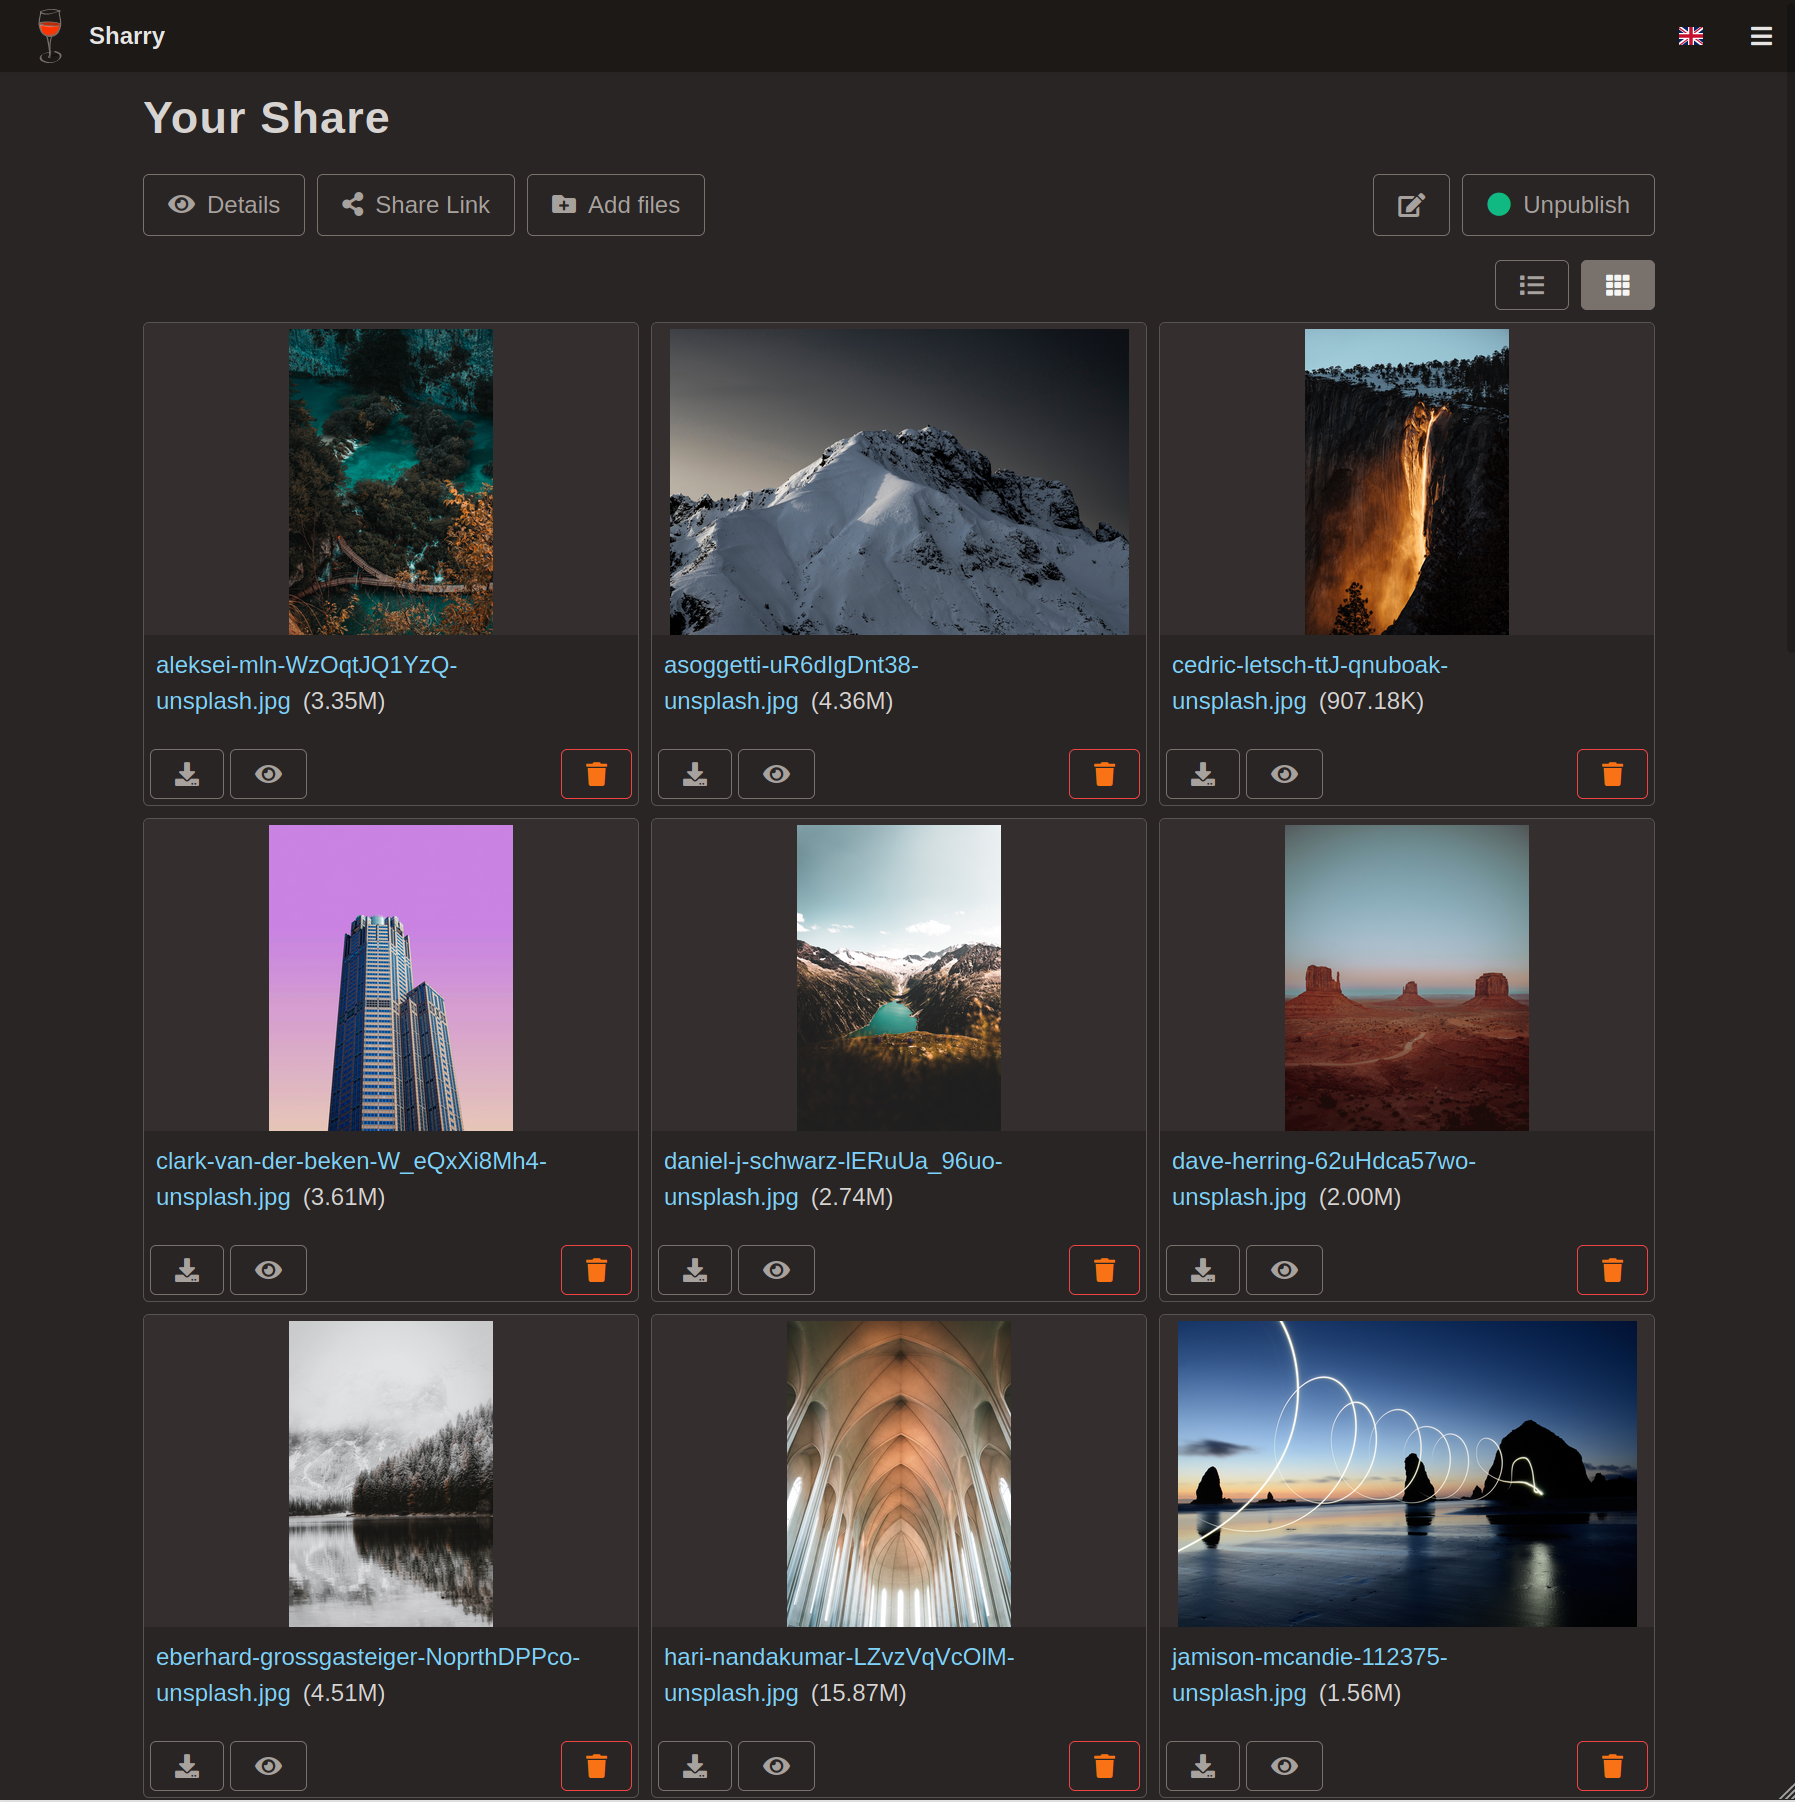 Sharry
Your Share
Details
Share Link
Add files
Unpublish
aleksei-mln-WzOqtJQ1YzQ-
unsplash.jpg (3.35M)
asoggetti-uR6dIgDnt38-
unsplash.jpg (4.36M)
cedric-letsch-ttJ-qnuboak-
unsplash.jpg (907.18K)
clark-van-der-beken-W_eQxXi8Mh4-
unsplash.jpg (3.61M)
daniel-j-schwarz-lERuUa_96uo-
unsplash.jpg (2.74M)
dave-herring-62uHdca57wo-
unsplash.jpg (2.00M)
eberhard-grossgasteiger-NoprthDPPco-
unsplash.jpg (4.51M)
hari-nandakumar-LZvzVqVcOlM-
unsplash.jpg (15.87M)
jamison-mcandie-112375-
unsplash.jpg (1.56M)